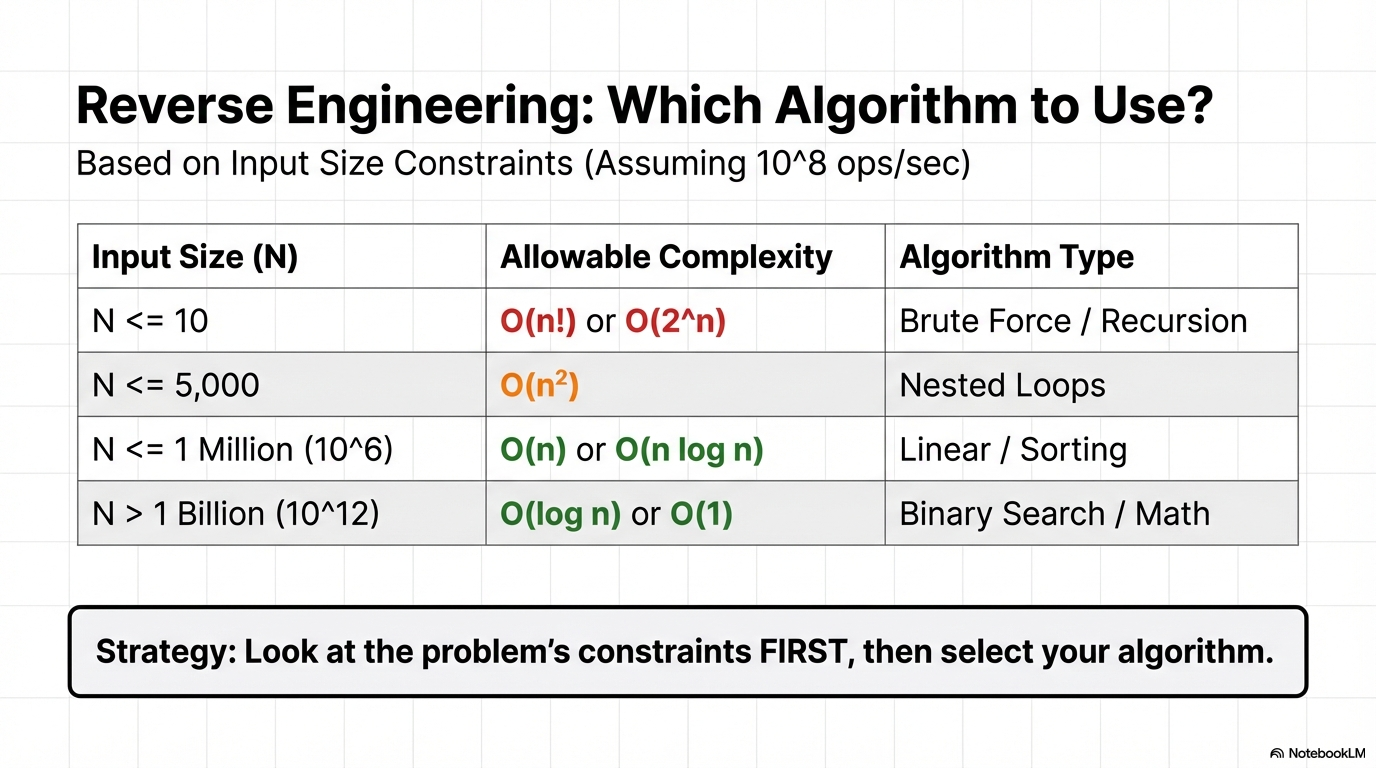 Reverse Engineering: Which Algorithm to Use?
Based on Input Size Constraints (Assuming 10^8 ops/sec)
Input Size (N) Allowable Complexity Algorithm Type
N <= 10 O(n!) or O(2^n) Brute Force / Recursion
N <= 5,000 O(n²) Nested Loops
N <= 1 Million (10^6) O(n) or O(n log n) Linear / Sorting
N > 1 Billion (10^12) O(log n) or O(1) Binary Search / Math
Strategy: Look at the problem’s constraints FIRST, then select your algorithm.
NotebookLM